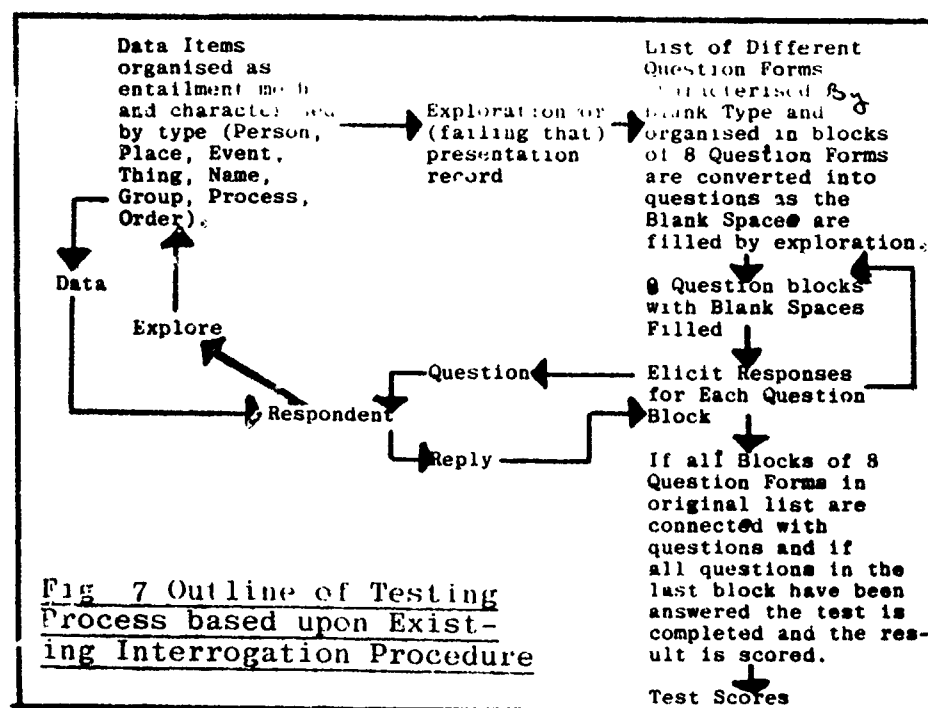 Data Items
organised as
entailment
and
by type (Person,
Place, Event,
Thing, Name,
Group, Process,
Order).
Exploration or
(failing that)
presentation
record
List of Different
Question Forms
By
Blank Type and
organised in blocks
of 8 Question Forms
are converted into
questions as the
Blank Spaces are
filled by exploration.
Data
Explore
8 Question blocks
with Blank Spaces
Filled
Question
Respondent
Reply
Elicit Responses
for Each Question
Block
If all Blocks of 8
Question Forms in
original list are
connected with
questions and if
all questions in the
last block have been
answered the test is
completed and the res-
ult is scored.
Test Scores
Fig 7 Outline of Testing
Process based upon Exist-
ing Interrogation Procedure